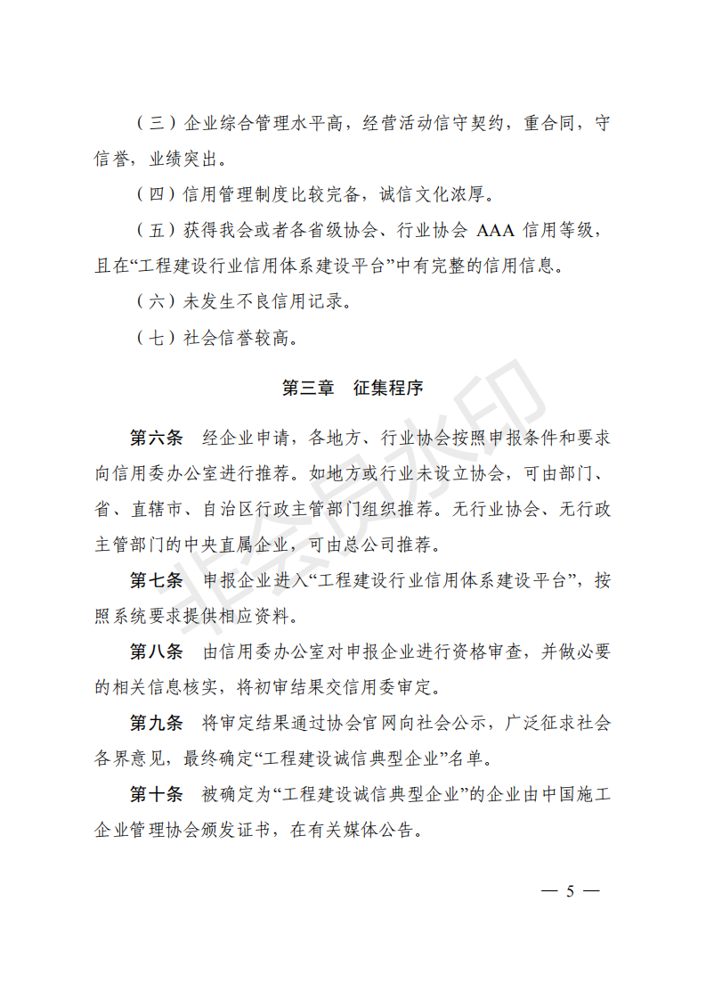 （三）企业综合管理水平高，经营活动信守契约，重合同，守
信誉，业绩突出。
（四）信用管理制度比较完备，诚信文化浓厚。
（五）获得我会或者各省级协会、行业协会 AAA 信用等级，
且在“工程建设行业信用体系建设平台”中有完整的信用信息。
（六）未发生不良信用记录。
（七）社会信誉较高。
第三章　征集程序
第六条　经企业申请，各地方、行业协会按照申报条件和要求
向信用委办公室进行推荐。如地方或行业未设立协会，可由部门、
省、直辖市、自治区行政主管部门组织推荐。无行业协会、无行政
主管部门的中央直属企业，可由总公司推荐。
第七条　申报企业进入“工程建设行业信用体系建设平台”，按
照系统要求提供相应资料。
第八条　由信用委办公室对申报企业进行资格审查，并做必要
的相关信息核实，将初审结果交信用委审定。
第九条　将审定结果通过协会官网向社会公示，广泛征求社会
各界意见，最终确定“工程建设诚信典型企业”名单。
第十条　被确定为“工程建设诚信典型企业”的企业由中国施工
企业管理协会颁发证书，在有关媒体公告。
— 5 —
非会员水印